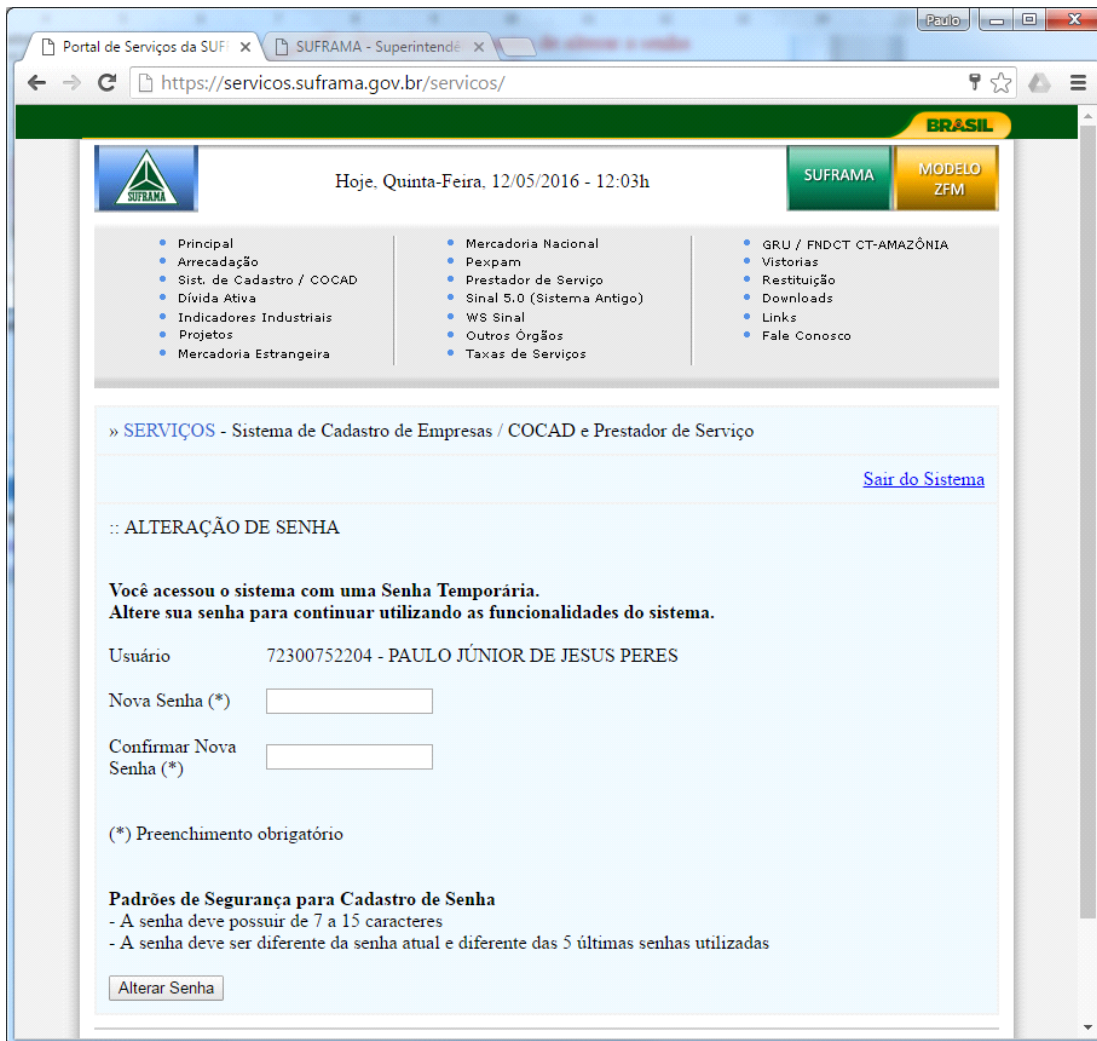 Paulo
Portal de Serviços da SUF
SUFRAMA - Superintendê
de alterar a senha
https://servicos.suframa.gov.br/servicos/
BRASIL
SUFRAMA
Hoje, Quinta-Feira, 12/05/2016 - 12:03h
SUFRAMA
MODELO
ZFM
Principal
Arrecadação
Sist. de Cadastro / COCAD
Dívida Ativa
Indicadores Industriais
Projetos
Mercadoria Estrangeira
Mercadoria Nacional
Pexpam
Prestador de Serviço
Sinal 5.0 (Sistema Antigo)
WS Sinal
Outros Órgãos
Taxas de Serviços
GRU / FNDCT CT-AMAZÔNIA
Vistorias
Restituição
Downloads
Links
Fale Conosco
» SERVIÇOS - Sistema de Cadastro de Empresas / COCAD e Prestador de Serviço
Sair do Sistema
:: ALTERAÇÃO DE SENHA
Você acessou o sistema com uma Senha Temporária.
Altere sua senha para continuar utilizando as funcionalidades do sistema.
Usuário 72300752204 - PAULO JÚNIOR DE JESUS PERES
Nova Senha (*)
Confirmar Nova
Senha (*)
(*) Preenchimento obrigatório
Padrões de Segurança para Cadastro de Senha
- A senha deve possuir de 7 a 15 caracteres
- A senha deve ser diferente da senha atual e diferente das 5 últimas senhas utilizadas
Alterar Senha